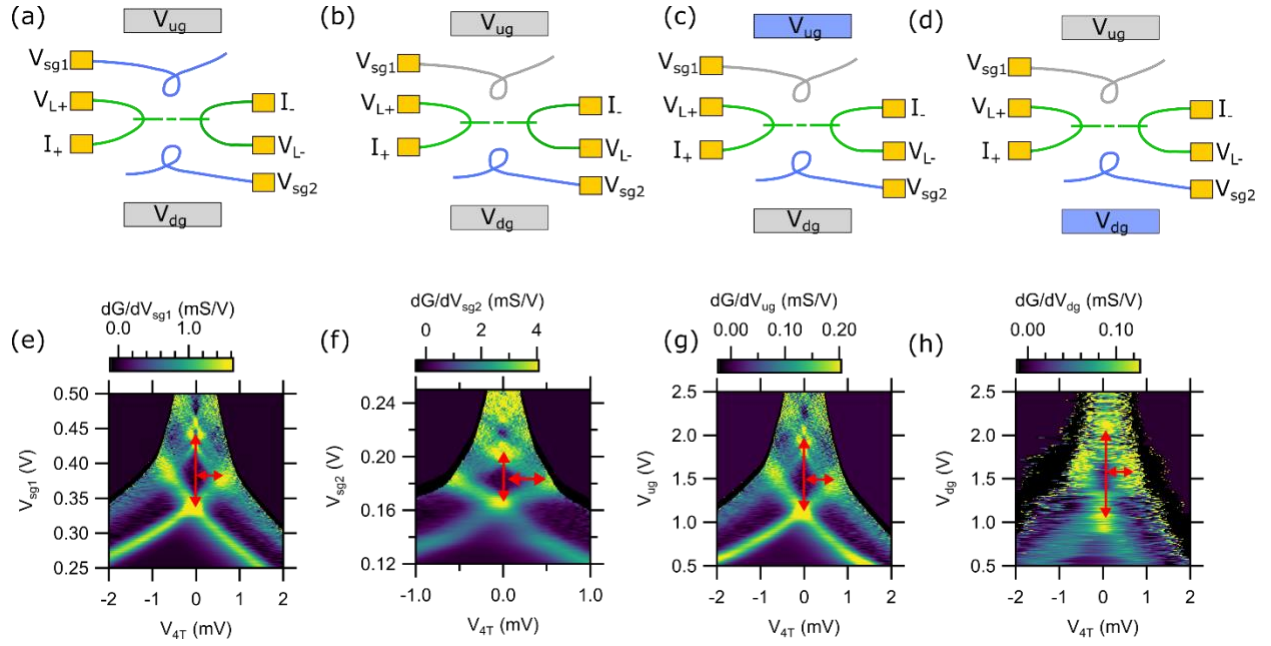 (a) (b) (c) (d)
V_ug V_ug V_ug V_ug
V_sg1 V_sg1 V_sg1
V_L+ I_- V_L+ I_- V_L+ I_- V_L+ I_-
I_+ V_L- I_+ V_L- I_+ V_L- I_+ V_L-
V_sg2 V_sg2 V_sg2 V_sg2
V_dg V_dg V_dg V_dg
dG/dV_sg1 (mS/V) dG/dV_sg2 (mS/V) dG/dV_ug (mS/V) dG/dV_dg (mS/V)
0.0 1.0 0 2 4 0.00 0.10 0.20 0.00 0.10
(e) (f) (g) (h)
0.50 0.24 2.5 2.5
0.45 2.0 2.0
0.40 0.20 1.5 1.5
0.35 0.16 1.0 1.0
0.30
0.25 0.12 0.5 0.5
V_sg1 (V) V_sg2 (V) V_ug (V) V_dg (V)
-2 -1 0 1 2 -1.0 0.0 1.0 -2 -1 0 1 2 -2 -1 0 1 2
V_4T (mV) V_4T (mV) V_4T (mV) V_4T (mV)